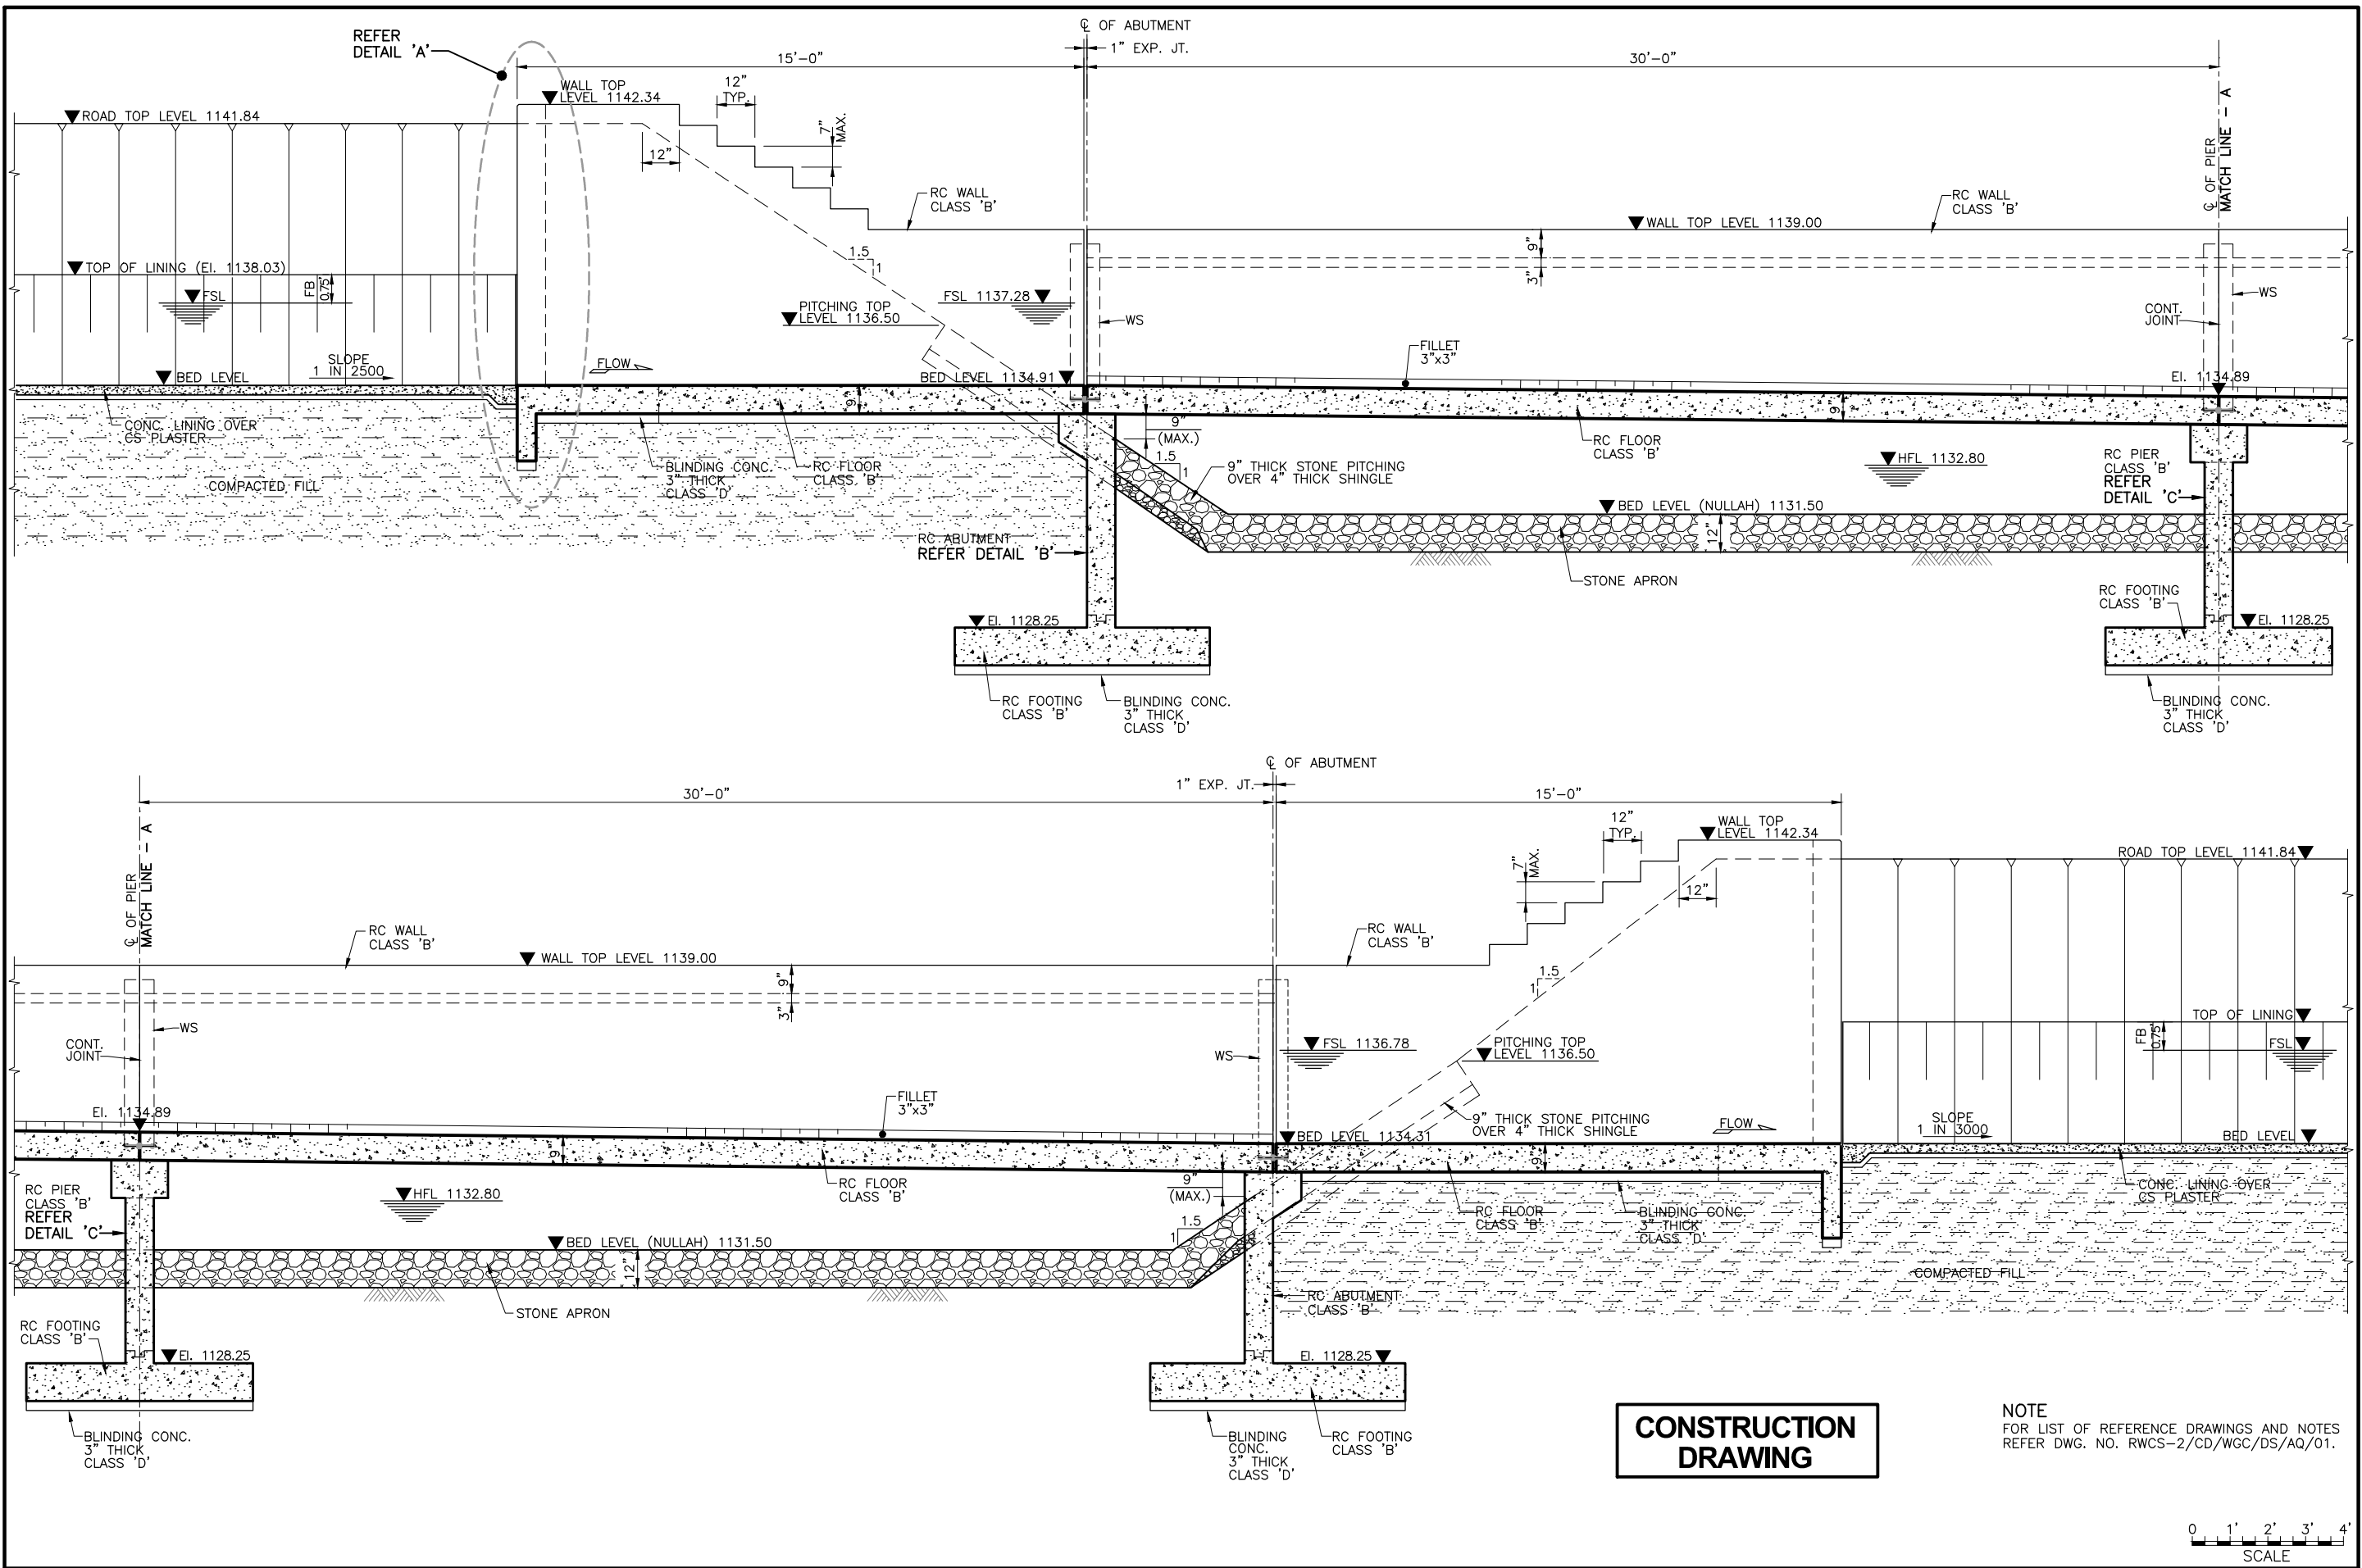 REFER
DETAIL 'A'
℄ OF ABUTMENT
1" EXP. JT.
15'-0"
30'-0"
WALL TOP
LEVEL 1142.34
12"
TYP.
7"
MAX.
ROAD TOP LEVEL 1141.84
12"
℄ OF PIER
MATCH LINE - A
RC WALL
CLASS 'B'
RC WALL
CLASS 'B'
WALL TOP LEVEL 1139.00
9"
3"
1.5
1
TOP OF LINING (El. 1138.03)
FB
0.75'
FSL
PITCHING TOP
LEVEL 1136.50
FSL 1137.28
WS
WS
CONT.
JOINT
FILLET
3"x3"
SLOPE
1 IN 2500
FLOW
BED LEVEL
BED LEVEL 1134.91
El. 1134.89
9"
9"
9"
(MAX.)
CONC. LINING OVER
CS PLASTER
BLINDING CONC.
3" THICK
CLASS 'D'
RC FLOOR
CLASS 'B'
1.5
1
9" THICK STONE PITCHING
OVER 4" THICK SHINGLE
RC FLOOR
CLASS 'B'
HFL 1132.80
RC PIER
CLASS 'B'
REFER
DETAIL 'C'
COMPACTED FILL
BED LEVEL (NULLAH) 1131.50
12"
RC ABUTMENT
REFER DETAIL 'B'
STONE APRON
RC FOOTING
CLASS 'B'
El. 1128.25
El. 1128.25
RC FOOTING
CLASS 'B'
BLINDING CONC.
3" THICK
CLASS 'D'
BLINDING CONC.
3" THICK
CLASS 'D'
℄ OF ABUTMENT
1" EXP. JT.
30'-0"
15'-0"
℄ OF PIER
MATCH LINE - A
12"
TYP.
WALL TOP
LEVEL 1142.34
7"
MAX.
ROAD TOP LEVEL 1141.84
12"
RC WALL
CLASS 'B'
RC WALL
CLASS 'B'
WALL TOP LEVEL 1139.00
9"
3"
1.5
1
WS
CONT.
JOINT
WS
FSL 1136.78
PITCHING TOP
LEVEL 1136.50
TOP OF LINING
FB
0.75'
FSL
El. 1134.89
FILLET
3"x3"
9" THICK STONE PITCHING
OVER 4" THICK SHINGLE
FLOW
SLOPE
1 IN 3000
BED LEVEL 1134.31
BED LEVEL
9"
9"
9"
(MAX.)
RC PIER
CLASS 'B'
REFER
DETAIL 'C'
HFL 1132.80
RC FLOOR
CLASS 'B'
1.5
1
RC FLOOR
CLASS 'B'
BLINDING CONC.
3" THICK
CLASS 'D'
CONC. LINING OVER
CS PLASTER
BED LEVEL (NULLAH) 1131.50
12"
COMPACTED FILL
STONE APRON
RC ABUTMENT
CLASS 'B'
RC FOOTING
CLASS 'B'
El. 1128.25
El. 1128.25
BLINDING CONC.
3" THICK
CLASS 'D'
BLINDING
CONC.
3" THICK
CLASS 'D'
RC FOOTING
CLASS 'B'
CONSTRUCTION
DRAWING
NOTE
FOR LIST OF REFERENCE DRAWINGS AND NOTES
REFER DWG. NO. RWCS-2/CD/WGC/DS/AQ/01.
0 1' 2' 3' 4'
SCALE